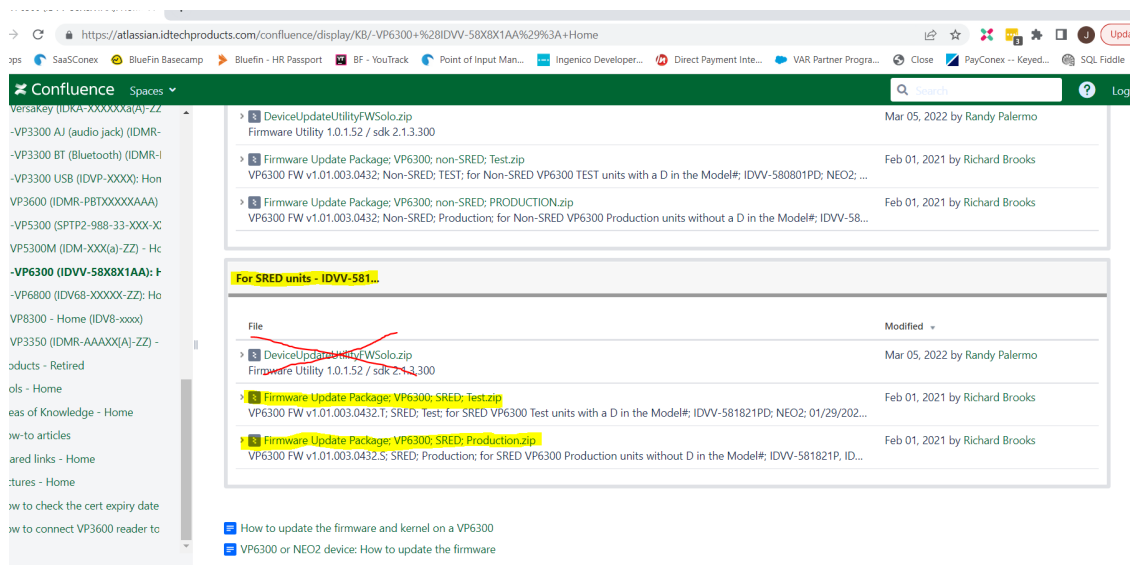 https://atlassian.idtechproducts.com/confluence/display/KB/-VP6300+%28IDVV-58X8X1AA%29%3A+Home
3
J
Upda
ops SaaSConex BlueFin Basecamp Bluefin - HR Passport BF - YouTrack Point of Input Man... Ingenico Developer... Direct Payment Inte... VAR Partner Progra... Close PayConex -- Keyed... SQL Fiddle
Confluence Spaces Search ? Log
VersaKey (IDKA-XXXXXXa(A)-ZZ
-VP3300 AJ (audio jack) (IDMR-
-VP3300 BT (Bluetooth) (IDMR-I
-VP3300 USB (IDVP-XXXX): Hon
VP3600 (IDMR-PBTXXXXXAAA)
-VP5300 (SPTP2-988-33-XXX-X:
VP5300M (IDM-XXX(a)-ZZ) - Hc
-VP6300 (IDVV-58X8X1AA): H
-VP6800 (IDV68-XXXXX-ZZ): Ho
VP8300 - Home (IDV8-xxxx)
VP3350 (IDMR-AAAXX[A]-ZZ) -
oducts - Retired
ols - Home
eas of Knowledge - Home
ow-to articles
ared links - Home
ctures - Home
ow to check the cert expiry date
ow to connect VP3600 reader to
DeviceUpdateUtilityFWSolo.zip Mar 05, 2022 by Randy Palermo
Firmware Utility 1.0.1.52 / sdk 2.1.3.300
Firmware Update Package; VP6300; non-SRED; Test.zip Feb 01, 2021 by Richard Brooks
VP6300 FW v1.01.003.0432; Non-SRED; TEST; for Non-SRED VP6300 TEST units with a D in the Model#; IDVV-580801PD; NEO2; ...
Firmware Update Package; VP6300; non-SRED; PRODUCTION.zip Feb 01, 2021 by Richard Brooks
VP6300 FW v1.01.003.0432; Non-SRED; Production; for Non-SRED VP6300 Production units without a D in the Model#; IDVV-58...
For SRED units - IDVV-581...
File Modified
DeviceUpdateUtilityFWSolo.zip Mar 05, 2022 by Randy Palermo
Firmware Utility 1.0.1.52 / sdk 2.1.3.300
Firmware Update Package; VP6300; SRED; Test.zip Feb 01, 2021 by Richard Brooks
VP6300 FW v1.01.003.0432.T; SRED; Test; for SRED VP6300 Test units with a D in the Model#; IDVV-581821PD; NEO2; 01/29/202...
Firmware Update Package; VP6300; SRED; Production.zip Feb 01, 2021 by Richard Brooks
VP6300 FW v1.01.003.0432.S; SRED; Production; for SRED VP6300 Production units without D in the Model#; IDVV-581821P, ID...
How to update the firmware and kernel on a VP6300
VP6300 or NEO2 device: How to update the firmware